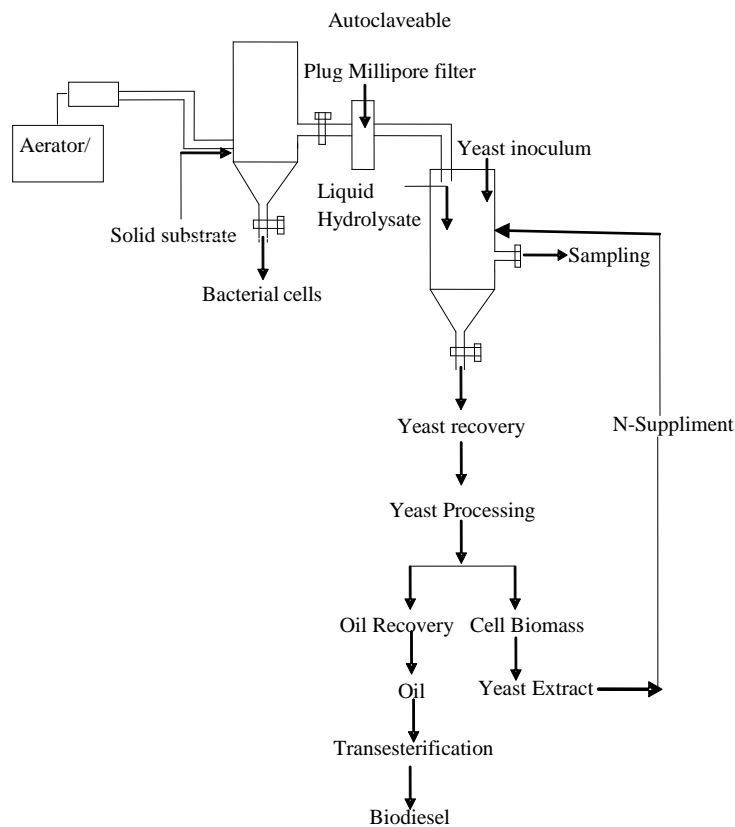 Autoclaveable
Plug Millipore filter
Aerator/
Yeast inoculum
Liquid
Hydrolysate
Solid substrate
Sampling
Bacterial cells
Yeast recovery
N-Suppliment
Yeast Processing
Oil Recovery
Cell Biomass
Oil
Yeast Extract
Transesterification
Biodiesel